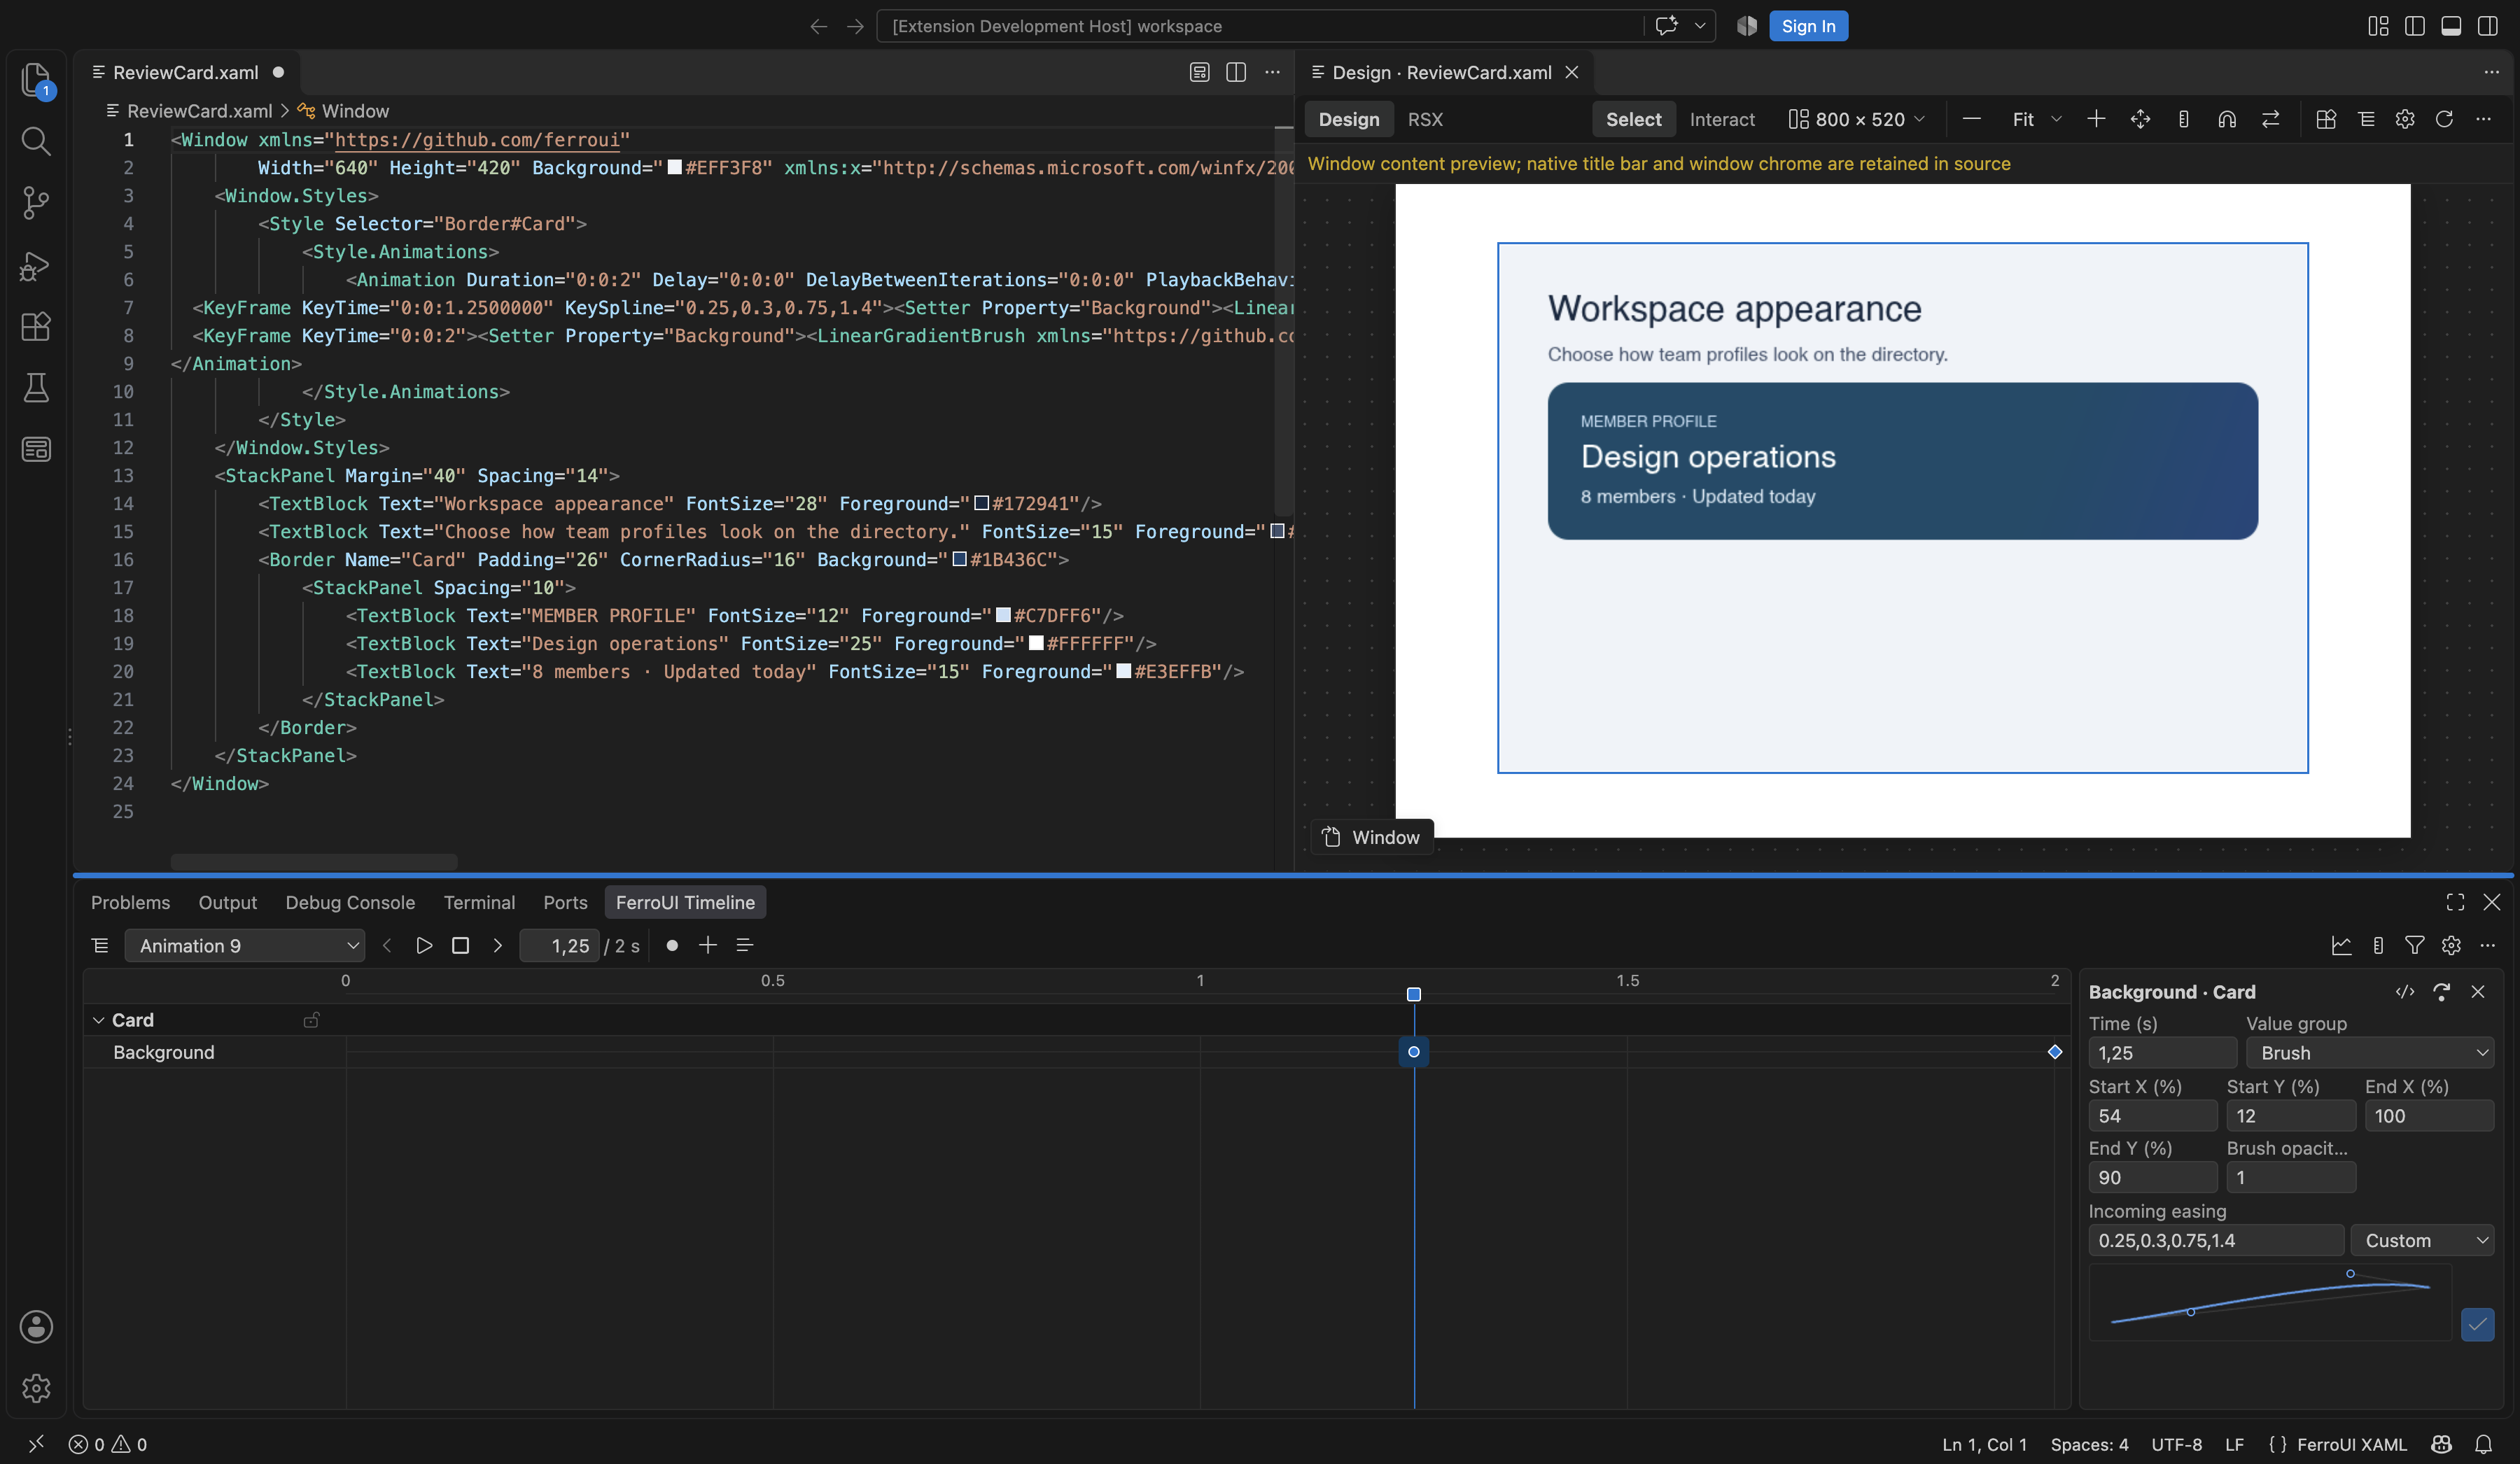 [Extension Development Host] workspace
Sign In
1
ReviewCard.xaml
Design · ReviewCard.xaml
ReviewCard.xaml > Window
Design
RSX
Select
Interact
800 × 520
Fit
Window content preview; native title bar and window chrome are retained in source
1 <Window xmlns="https://github.com/ferroui"
2 Width="640" Height="420" Background="#EFF3F8" xmlns:x="http://schemas.microsoft.com/winfx/200
3 <Window.Styles>
4 <Style Selector="Border#Card">
5 <Style.Animations>
6 <Animation Duration="0:0:2" Delay="0:0:0" DelayBetweenIterations="0:0:0" PlaybackBehavi
7 <KeyFrame KeyTime="0:0:1.2500000" KeySpline="0.25,0.3,0.75,1.4"><Setter Property="Background"><Linear
8 <KeyFrame KeyTime="0:0:2"><Setter Property="Background"><LinearGradientBrush xmlns="https://github.co
9 </Animation>
10 </Style.Animations>
11 </Style>
12 </Window.Styles>
13 <StackPanel Margin="40" Spacing="14">
14 <TextBlock Text="Workspace appearance" FontSize="28" Foreground="#172941"/>
15 <TextBlock Text="Choose how team profiles look on the directory." FontSize="15" Foreground="#
16 <Border Name="Card" Padding="26" CornerRadius="16" Background="#1B436C">
17 <StackPanel Spacing="10">
18 <TextBlock Text="MEMBER PROFILE" FontSize="12" Foreground="#C7DFF6"/>
19 <TextBlock Text="Design operations" FontSize="25" Foreground="#FFFFFF"/>
20 <TextBlock Text="8 members · Updated today" FontSize="15" Foreground="#E3EFFB"/>
21 </StackPanel>
22 </Border>
23 </StackPanel>
24 </Window>
25
Workspace appearance
Choose how team profiles look on the directory.
MEMBER PROFILE
Design operations
8 members · Updated today
Window
Problems
Output
Debug Console
Terminal
Ports
FerroUI Timeline
Animation 9
1,25 / 2 s
0 0.5 1 1.5 2
Card
Background
Background · Card
Time (s) Value group
1,25 Brush
Start X (%) Start Y (%) End X (%)
54 12 100
End Y (%) Brush opacit...
90 1
Incoming easing
0.25,0.3,0.75,1.4 Custom
0 0
Ln 1, Col 1
Spaces: 4
UTF-8
LF
{ } FerroUI XAML